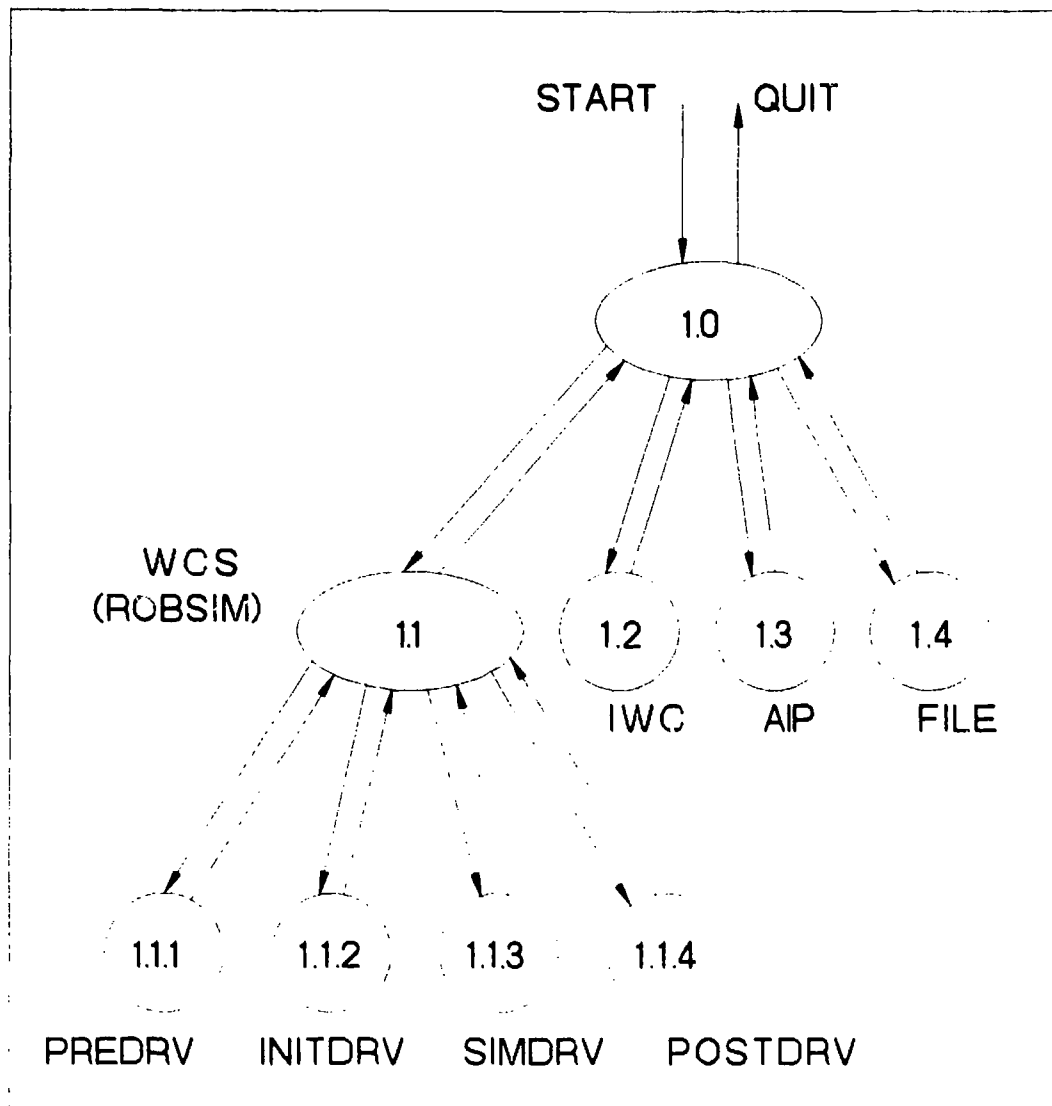 START QUIT
1.0
WCS
(ROBSIM)
1.1 1.2 1.3 1.4
IWC AIP FILE
1.1.1 1.1.2 1.1.3 1.1.4
PREDRV INITDRV SIMDRV POSTDRV